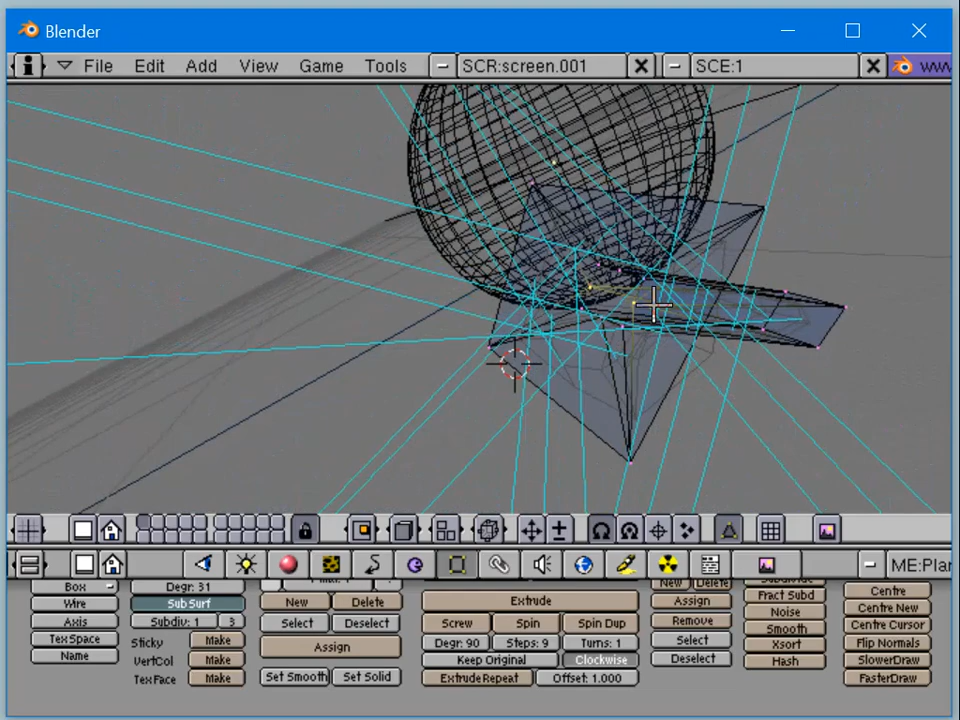 Blender
File Edit Add View Game Tools SCR:screen.001 SCE:1
ME:Plan
Box Degr: 31 New Delete Fract Subd Centre
Wire SubSurf New Delete Extrude Assign Noise Centre New
Axis Subdiv: 1 3 Select Deselect Screw Spin Spin Dup Remove Smooth Centre Cursor
TexSpace Sticky Make Assign Degr: 90 Steps: 9 Turns: 1 Select Xsort Flip Normals
Name VertCol Make Keep Original Clockwise Deselect Hash SlowerDraw
TexFace Make Set Smooth Set Solid ExtrudeRepeat Offset: 1.000 FasterDraw